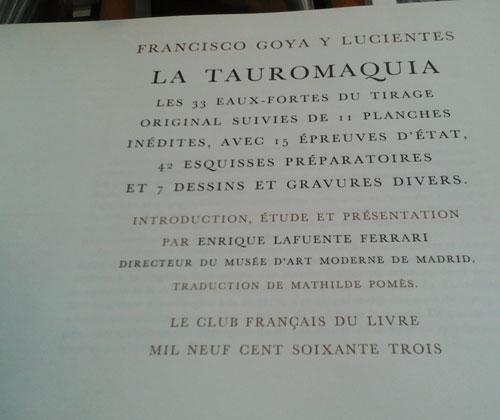 FRANCISCO GOYA Y LUCIENTES
LA TAUROMAQUIA
LES 33 EAUX-FORTES DU TIRAGE
ORIGINAL SUIVIES DE 11 PLANCHES
INÉDITES, AVEC 15 ÉPREUVES D'ÉTAT,
42 ESQUISSES PRÉPARATOIRES
ET 7 DESSINS ET GRAVURES DIVERS.
INTRODUCTION, ÉTUDE ET PRÉSENTATION
PAR ENRIQUE LAFUENTE FERRARI
DIRECTEUR DU MUSÉE D'ART MODERNE DE MADRID.
TRADUCTION DE MATHILDE POMÈS.
LE CLUB FRANÇAIS DU LIVRE
MIL NEUF CENT SOIXANTE TROIS